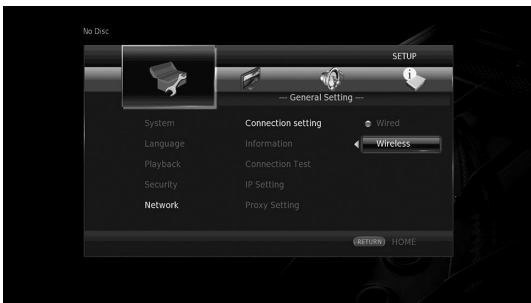 No Disc
SETUP
--- General Setting ---
System
Connection setting
Wired
Language
Information
Wireless
Playback
Connection Test
Security
IP Setting
Network
Proxy Setting
RETURN HOME